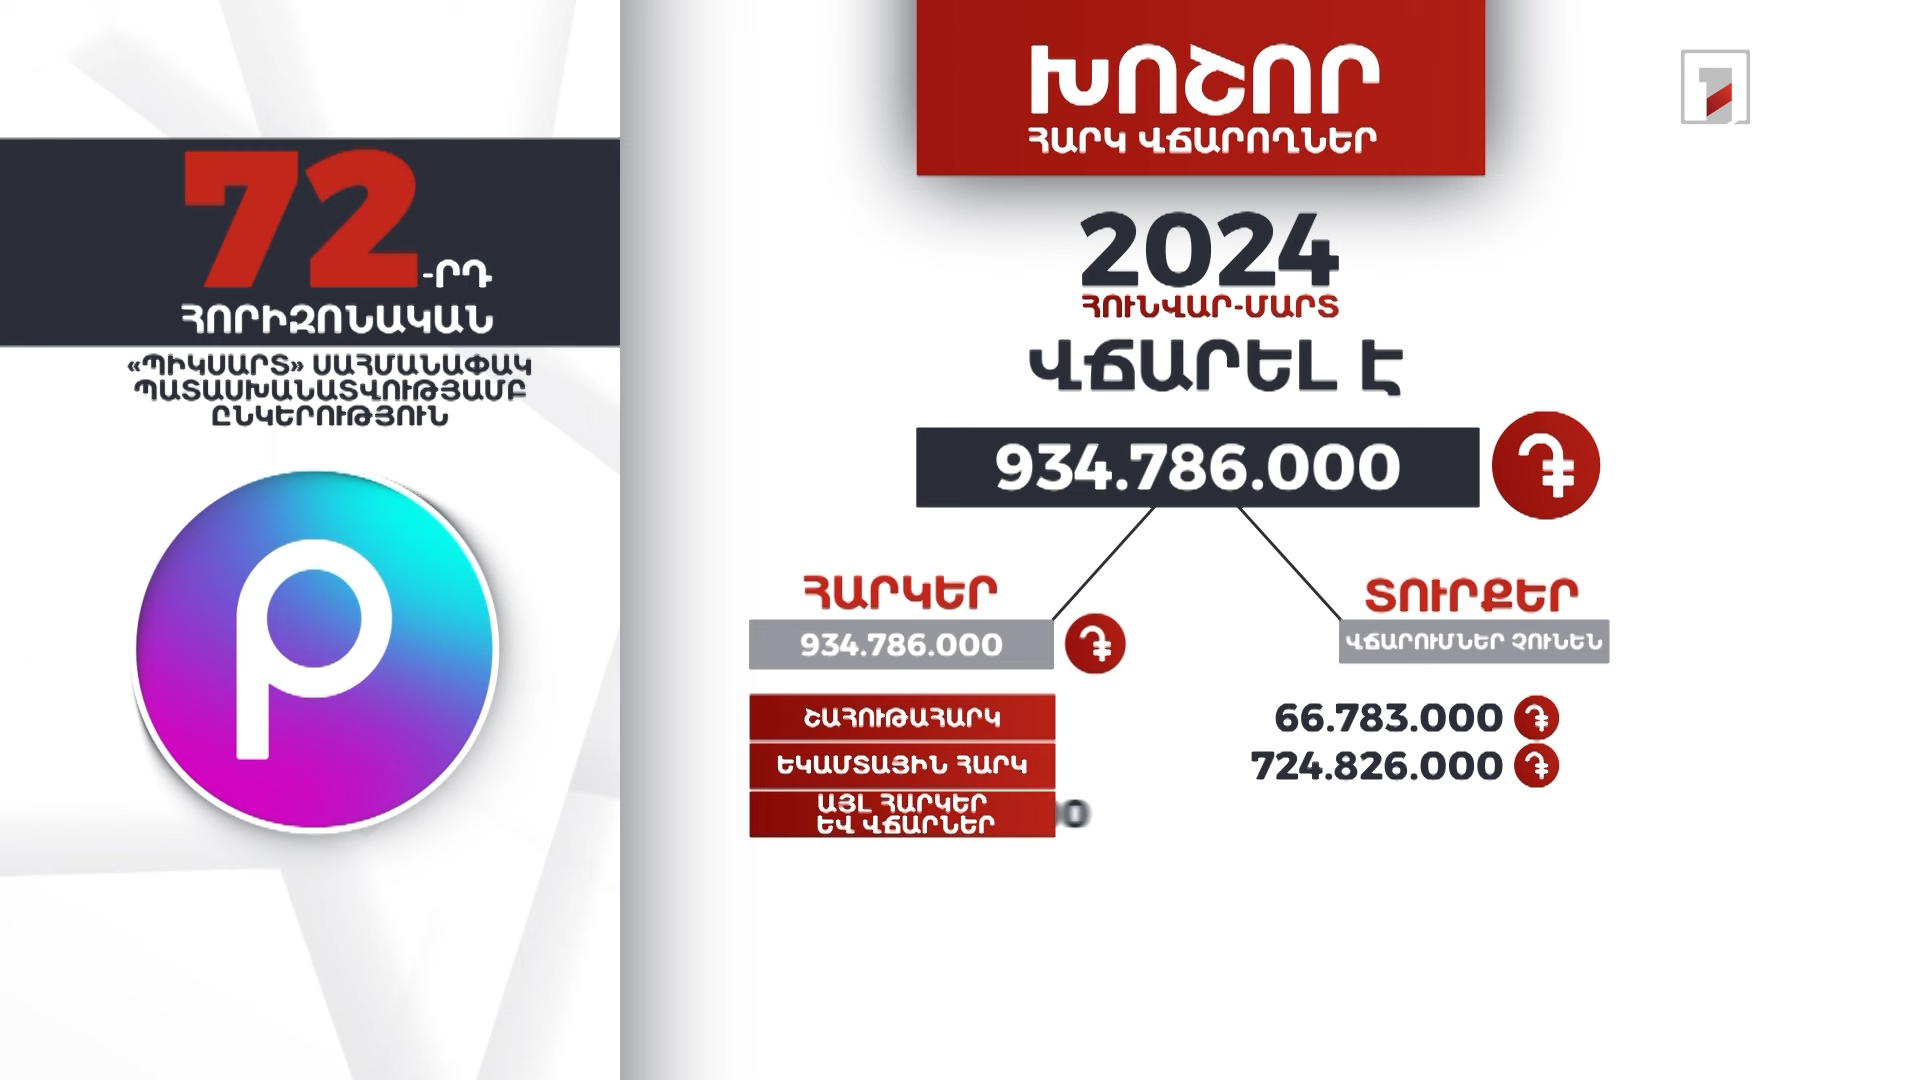 72-ՐԴ
ՀՈՐԻԶՈՆԱԿԱՆ
«ՊԻԿՍԱՐՏ» ՍԱՀՄԱՆԱՓԱԿ
ՊԱՏԱՍԽԱՆԱՏՎՈՒԹՅԱՄԲ
ԸՆԿԵՐՈՒԹՅՈՒՆ
ԽՈՇՈՐ
ՀԱՐԿ ՎՃԱՐՈՂՆԵՐ
2024
ՀՈՒՆՎԱՐ-ՄԱՐՏ
ՎՃԱՐԵԼ Է
934.786.000 ֏
ՀԱՐԿԵՐ
934.786.000 ֏
ՏՈՒՐՔԵՐ
ՎՃԱՐՈՒՄՆԵՐ ՉՈՒՆԵՆ
ՇԱՀՈՒԹԱՀԱՐԿ 66.783.000 ֏
ԵԿԱՄՏԱՅԻՆ ՀԱՐԿ 724.826.000 ֏
ԱՅԼ ՀԱՐԿԵՐ
ԵՎ ՎՃԱՐՆԵՐ